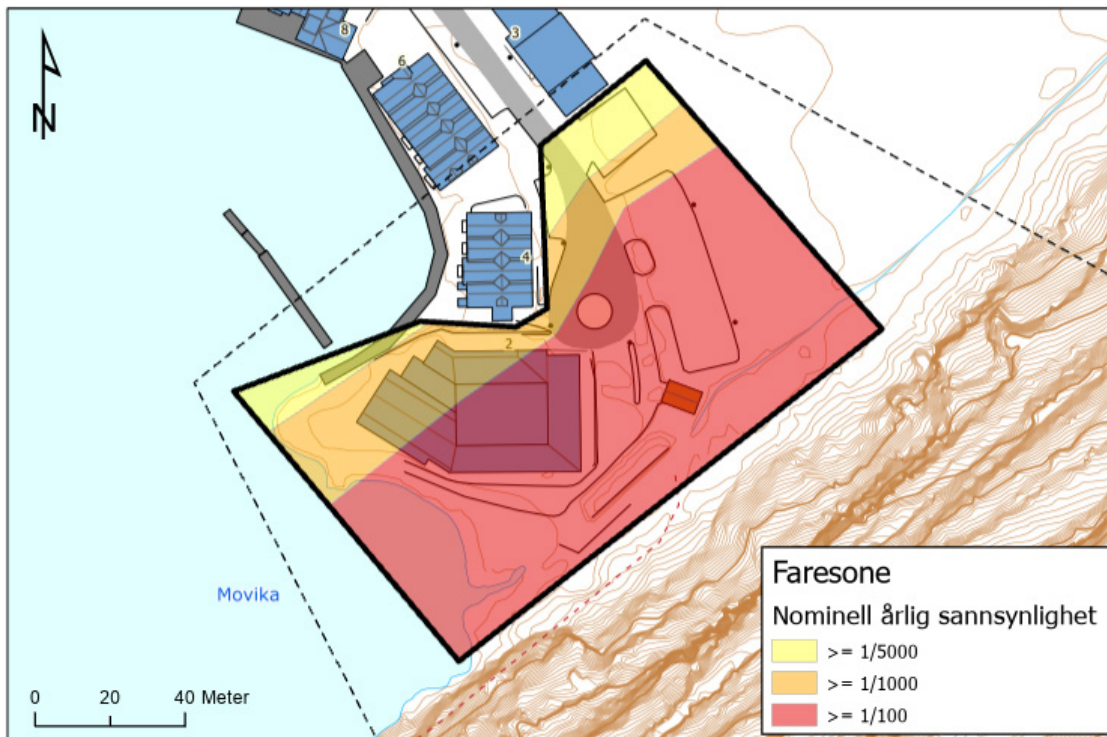 8
3
6
4
2
N
Movika
0 20 40 Meter
Faresone
Nominell årlig sannsynlighet
>= 1/5000
>= 1/1000
>= 1/100